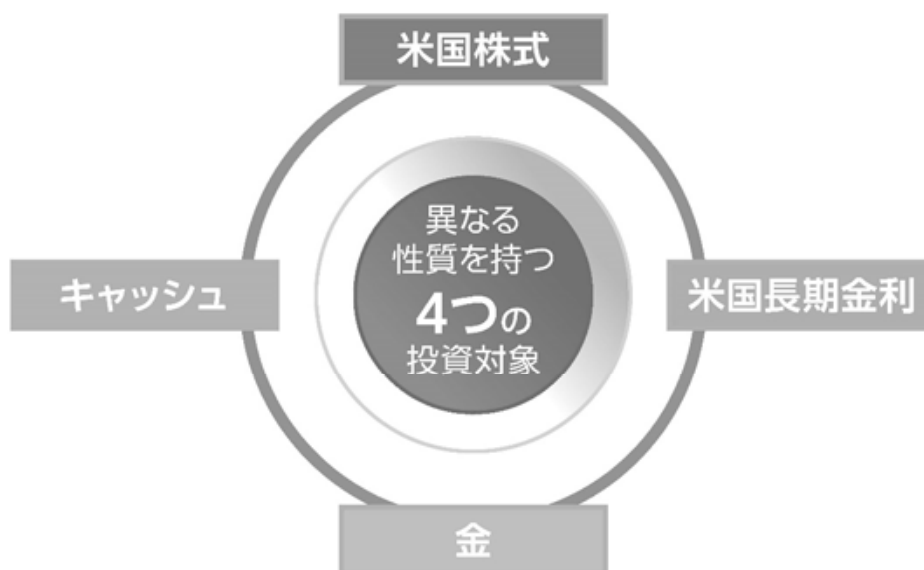 米国株式
異なる
性質を持つ
4つの
投資対象
キャッシュ
米国長期金利
金